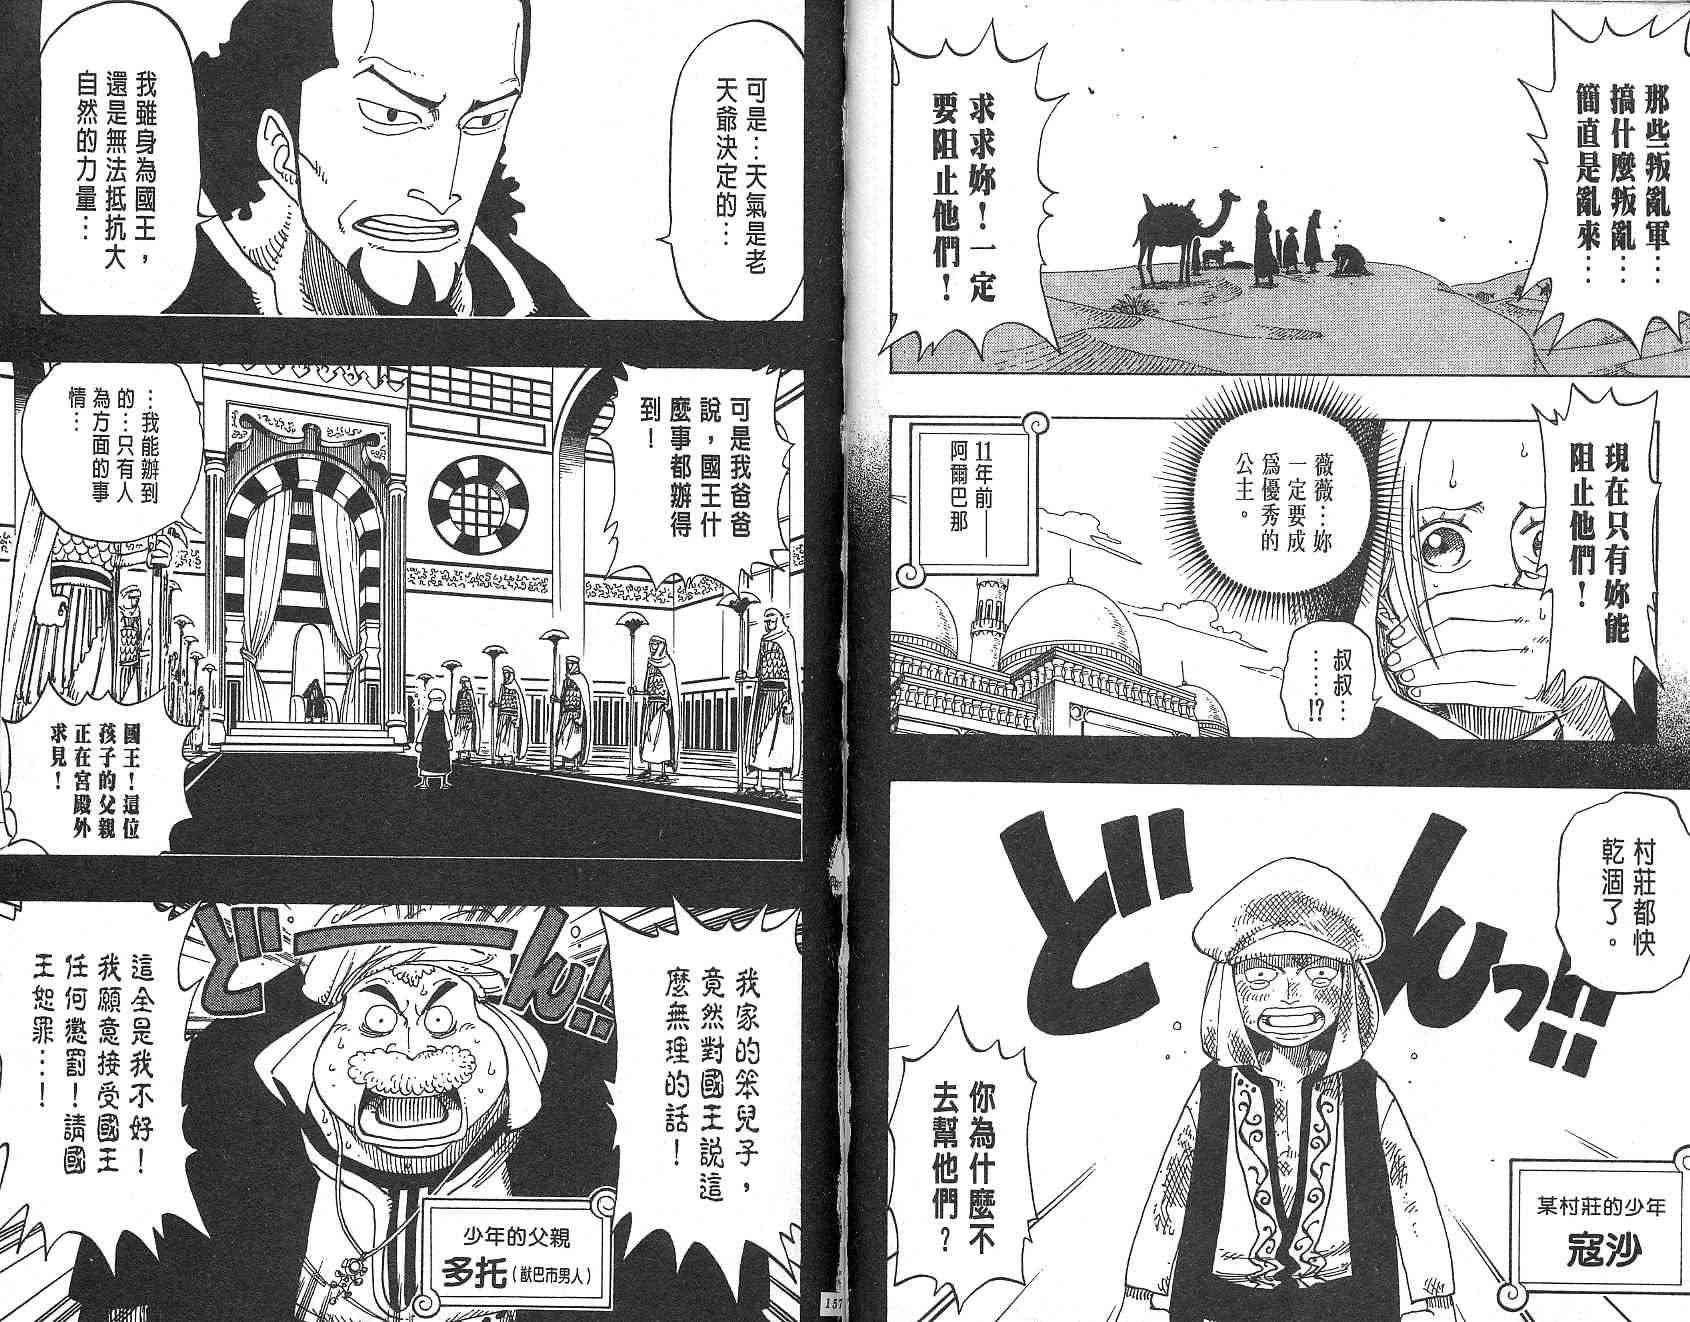 那些叛亂軍…
搞什麼叛亂…
簡直是亂來…
求求妳！一定
要阻止他們！
現在只有妳能
阻止他們！
薇薇…妳
一定要成
爲優秀的
公主。
叔叔…
……!?
11年前——
阿爾巴那
村莊都快
乾涸了。
どんっ!!
你為什麼不
去幫他們？
某村莊的少年
寇沙
可是…天氣是老
天爺決定的…
我雖身為國王，
還是無法抵抗大
自然的力量…
可是我爸爸
說，國王什
麼事都辦得
到！
…我能辦到
的…只有人
為方面的事
情…
國王！這位
孩子的父親
正在宮殿外
求見！
我家的笨兒子，
竟然對國王說這
麼無理的話！
どーん!!
這全是我不好！
我願意接受國王
任何懲罰！請國
王恕罪…！
少年的父親
多托（猷巴市男人）
157